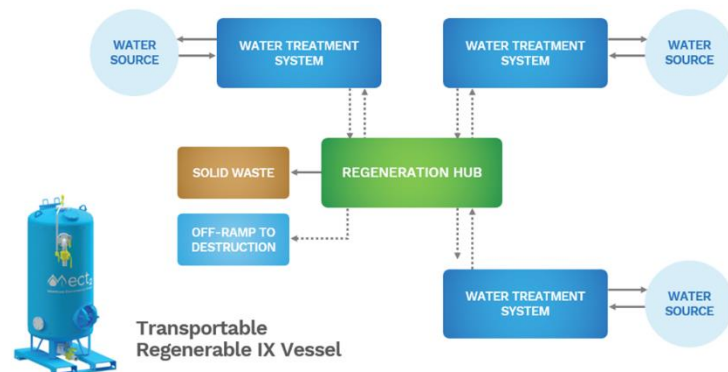 WATER
SOURCE
WATER TREATMENT
SYSTEM
WATER TREATMENT
SYSTEM
WATER
SOURCE
SOLID WASTE
REGENERATION HUB
OFF-RAMP TO
DESTRUCTION
WATER TREATMENT
SYSTEM
WATER
SOURCE
ect2
Transportable
Regenerable IX Vessel